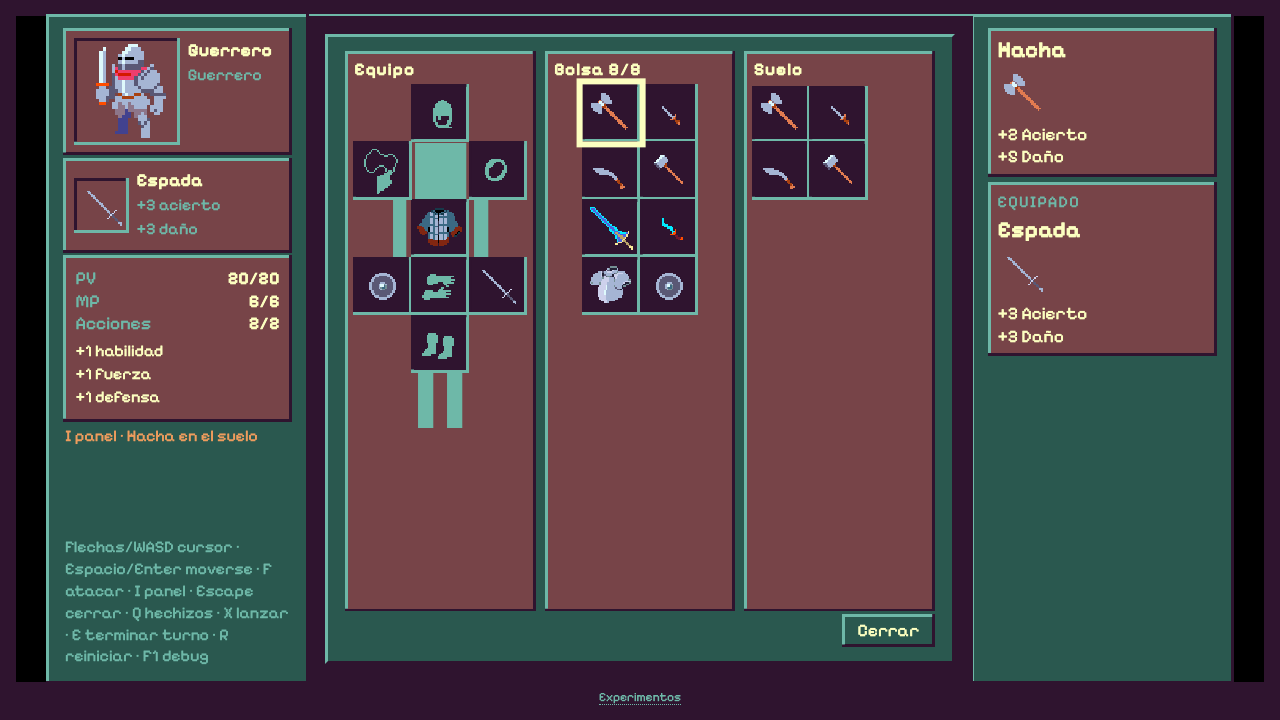 Guerrero
Guerrero
Espada
+3 acierto
+3 daño
PV 80/80
MP 6/6
Acciones 2/2
+1 habilidad
+1 fuerza
+1 defensa
I panel · Hacha en el suelo
Flechas/WASD cursor ·
Espacio/Enter moverse · F
atacar · I panel · Escape
cerrar · Q hechizos · X lanzar
· E terminar turno · R
reiniciar · F1 debug
Equipo
Bolsa 8/8
Suelo
Cerrar
Hacha
+2 Acierto
+5 Daño
EQUIPADO
Espada
+3 Acierto
+3 Daño
Experimentos